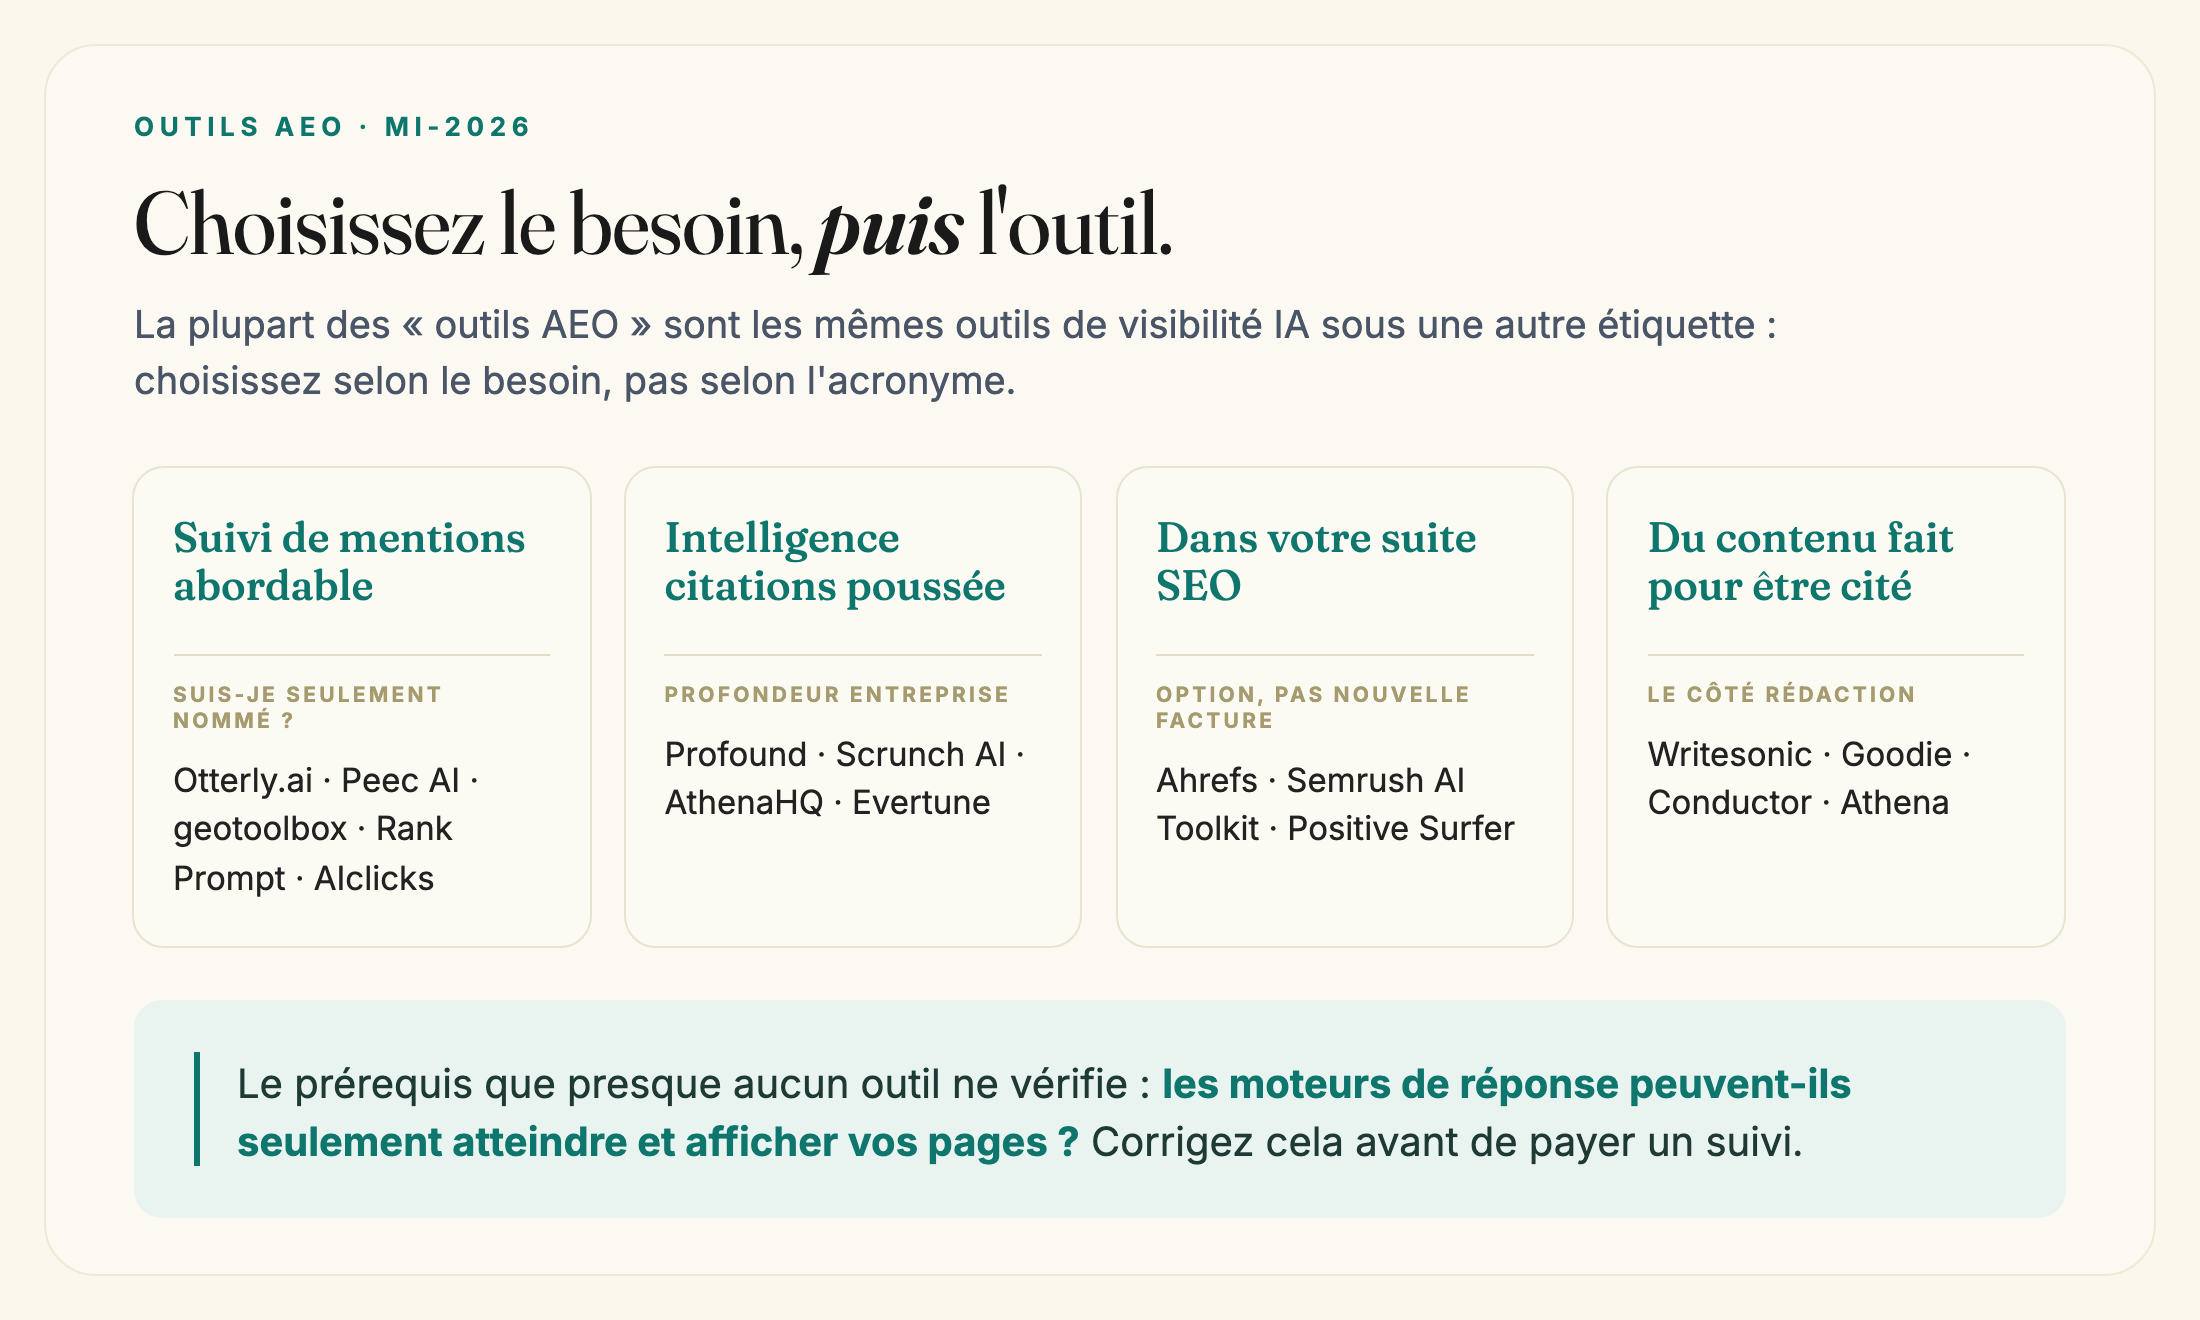 OUTILS AEO · MI-2026
Choisissez le besoin, puis l'outil.
La plupart des « outils AEO » sont les mêmes outils de visibilité IA sous une autre étiquette :
choisissez selon le besoin, pas selon l'acronyme.
Suivi de mentions
abordable
SUIS-JE SEULEMENT
NOMMÉ ?
Otterly.ai · Peec AI ·
geotoolbox · Rank
Prompt · AIclicks
Intelligence
citations poussée
PROFONDEUR ENTREPRISE
Profound · Scrunch AI ·
AthenaHQ · Evertune
Dans votre suite
SEO
OPTION, PAS NOUVELLE
FACTURE
Ahrefs · Semrush AI
Toolkit · Positive Surfer
Du contenu fait
pour être cité
LE CÔTÉ RÉDACTION
Writesonic · Goodie ·
Conductor · Athena
Le prérequis que presque aucun outil ne vérifie : les moteurs de réponse peuvent-ils
seulement atteindre et afficher vos pages ? Corrigez cela avant de payer un suivi.